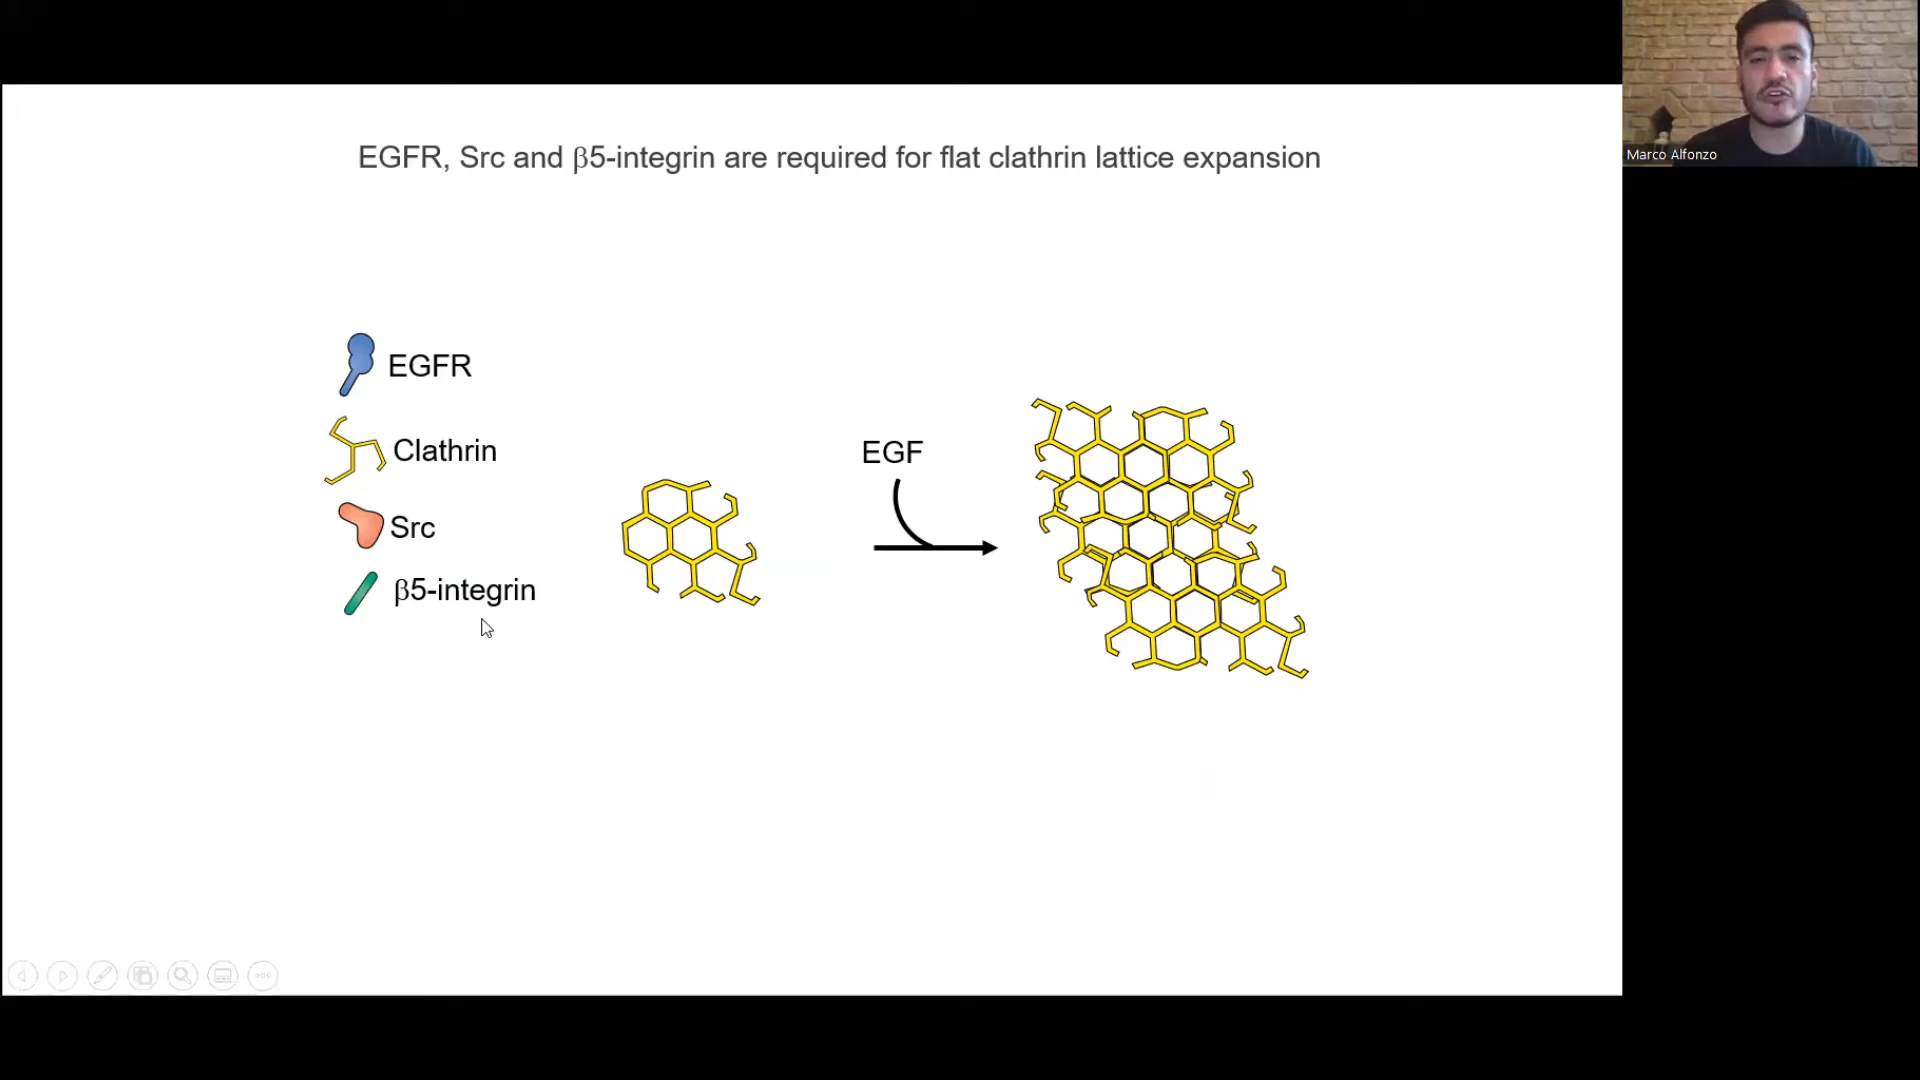 EGFR, Src and β5-integrin are required for flat clathrin lattice expansion
Marco Alfonzo
EGFR
Clathrin
Src
β5-integrin
EGF